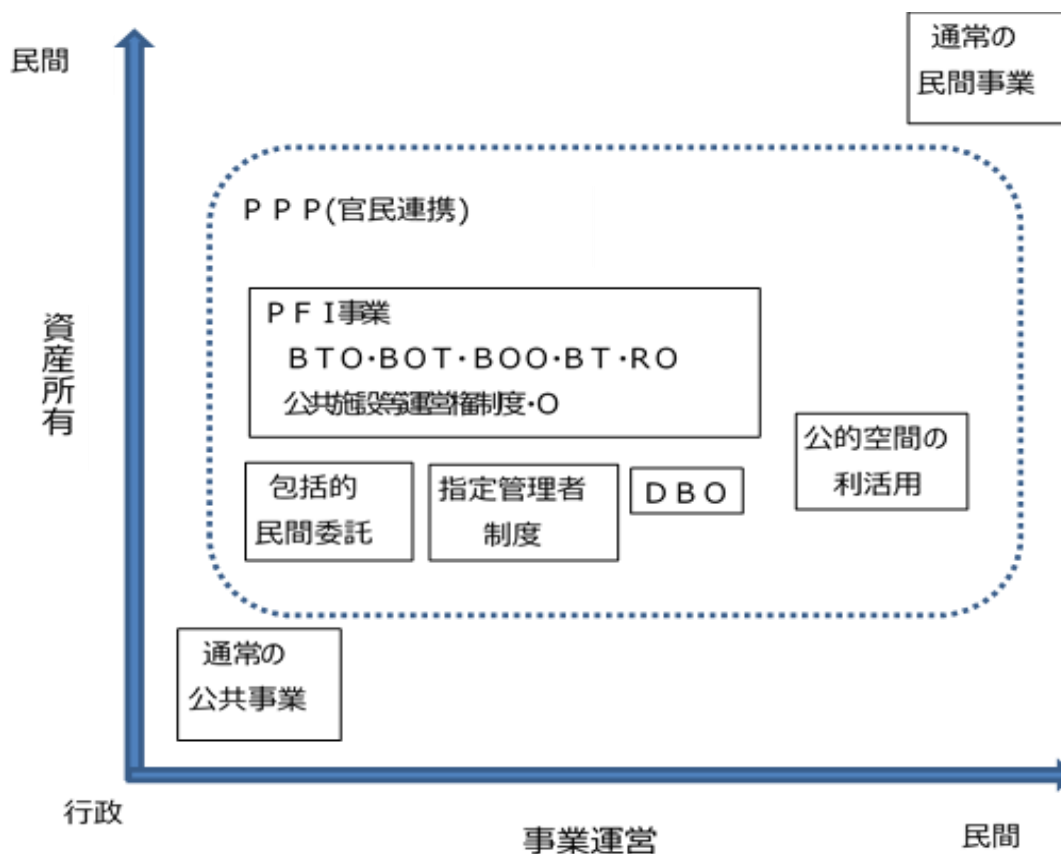 民間
通常の
民間事業
ＰＰＰ(官民連携)
ＰＦＩ事業
ＢＴＯ・ＢＯＴ・ＢＯＯ・ＢＴ・ＲＯ
公共施設等運営権制度・Ｏ
資産所有
公的空間の
利活用
包括的
民間委託
指定管理者
制度
ＤＢＯ
通常の
公共事業
行政
事業運営
民間